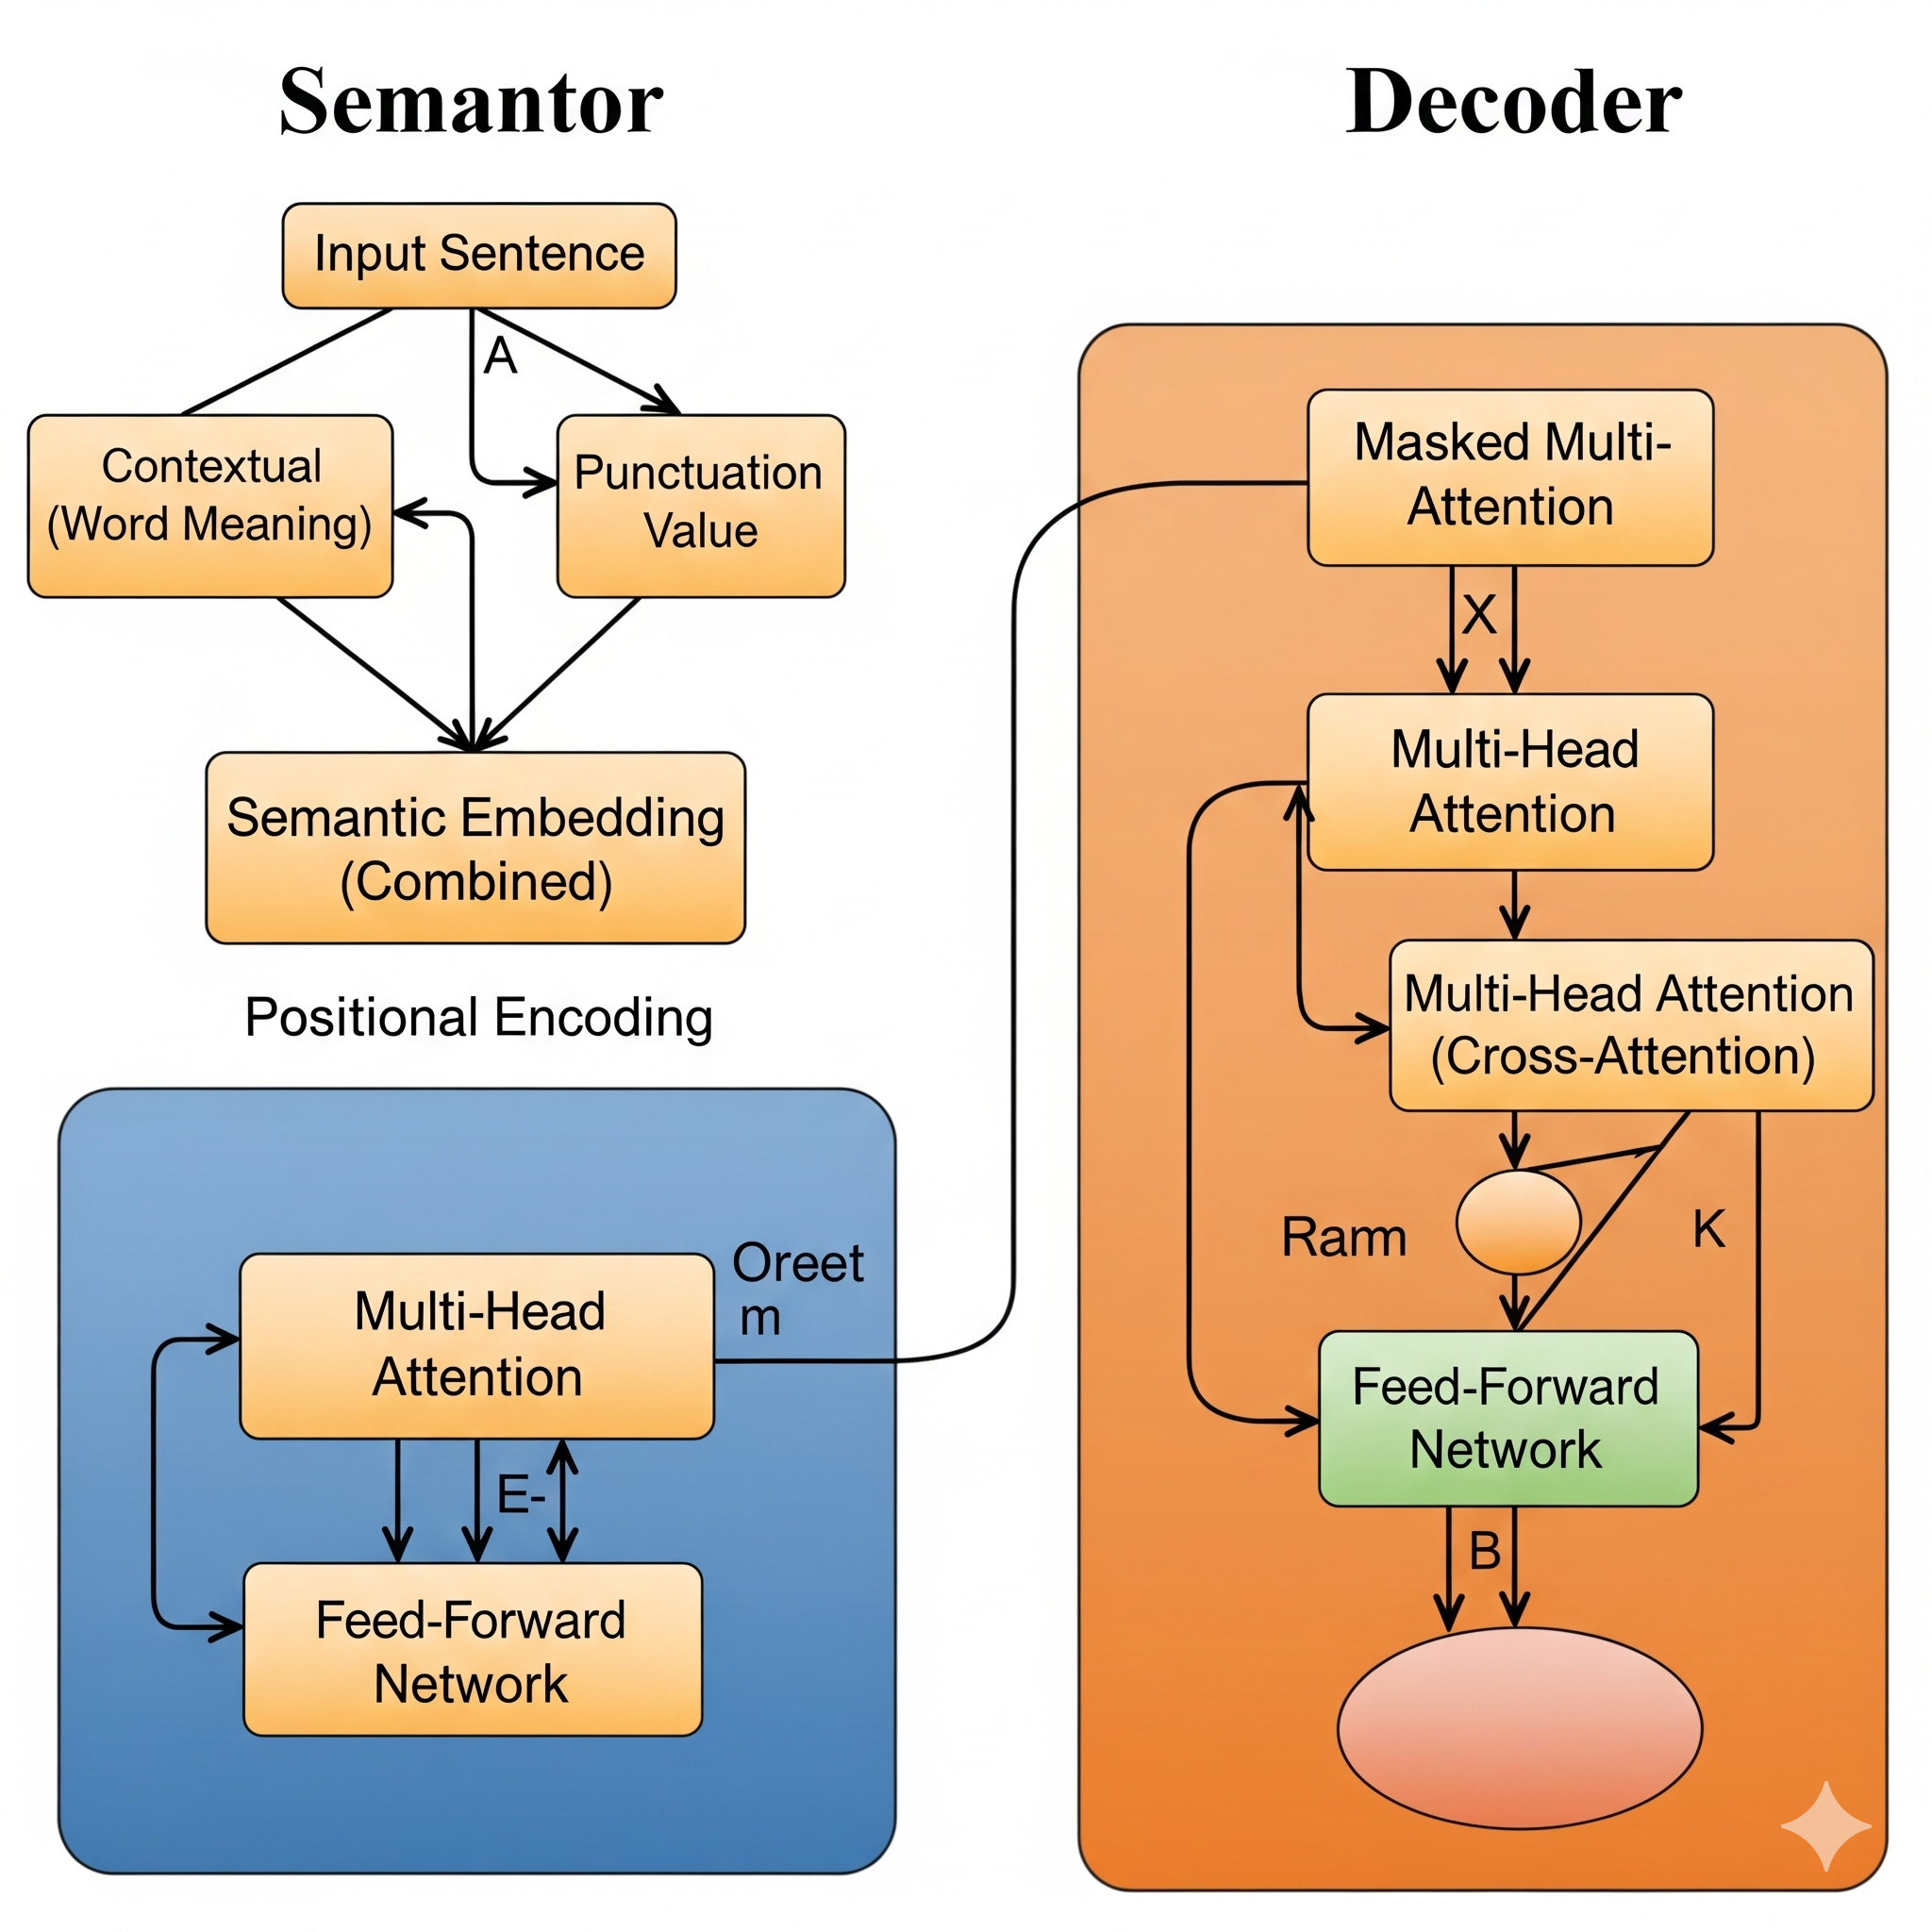 Semantor
Input Sentence
A
Contextual
(Word Meaning)
Punctuation
Value
Semantic Embedding
(Combined)
Positional Encoding
Multi-Head
Attention
Oreet
m
E-
Feed-Forward
Network
Decoder
Masked Multi-
Attention
X
Multi-Head
Attention
Multi-Head Attention
(Cross-Attention)
Ram
K
Feed-Forward
Network
B